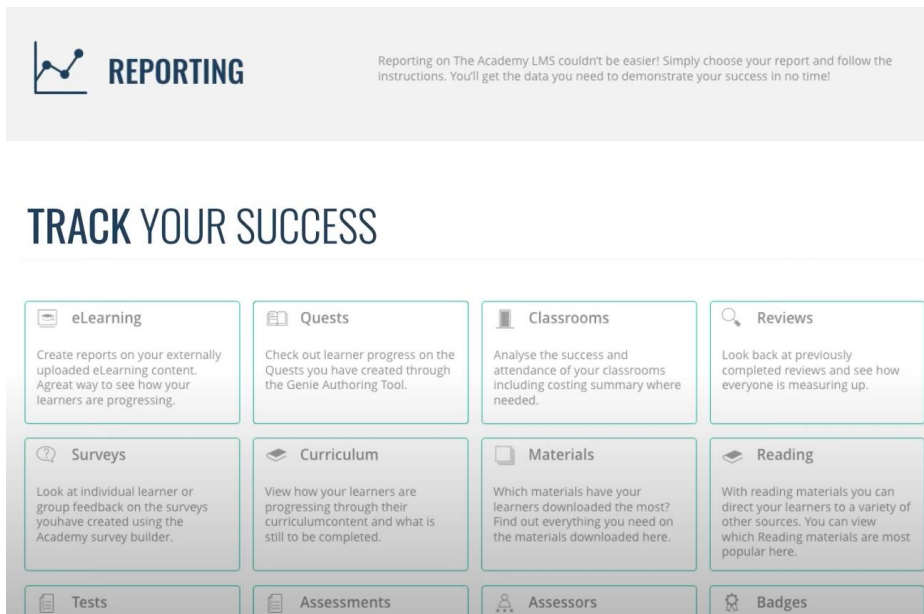 REPORTING
Reporting on The Academy LMS couldn't be easier! Simply choose your report and follow the
instructions. You'll get the data you need to demonstrate your success in no time!
TRACK YOUR SUCCESS
eLearning
Create reports on your externally
uploaded eLearning content.
Agreat way to see how your
learners are progressing.
Quests
Check out learner progress on the
Quests you have created through
the Genie Authoring Tool.
Classrooms
Analyse the success and
attendance of your classrooms
including costing summary where
needed.
Reviews
Look back at previously
completed reviews and see how
everyone is measuring up.
Surveys
Look at individual learner or
group feedback on the surveys
youhave created using the
Academy survey builder.
Curriculum
View how your learners are
progressing through their
curriculumcontent and what is
still to be completed.
Materials
Which materials have your
learners downloaded the most?
Find out everything you need on
the materials downloaded here.
Reading
With reading materials you can
direct your learners to a variety of
other sources. You can view
which Reading materials are most
popular here.
Tests
Assessments
Assessors
Badges